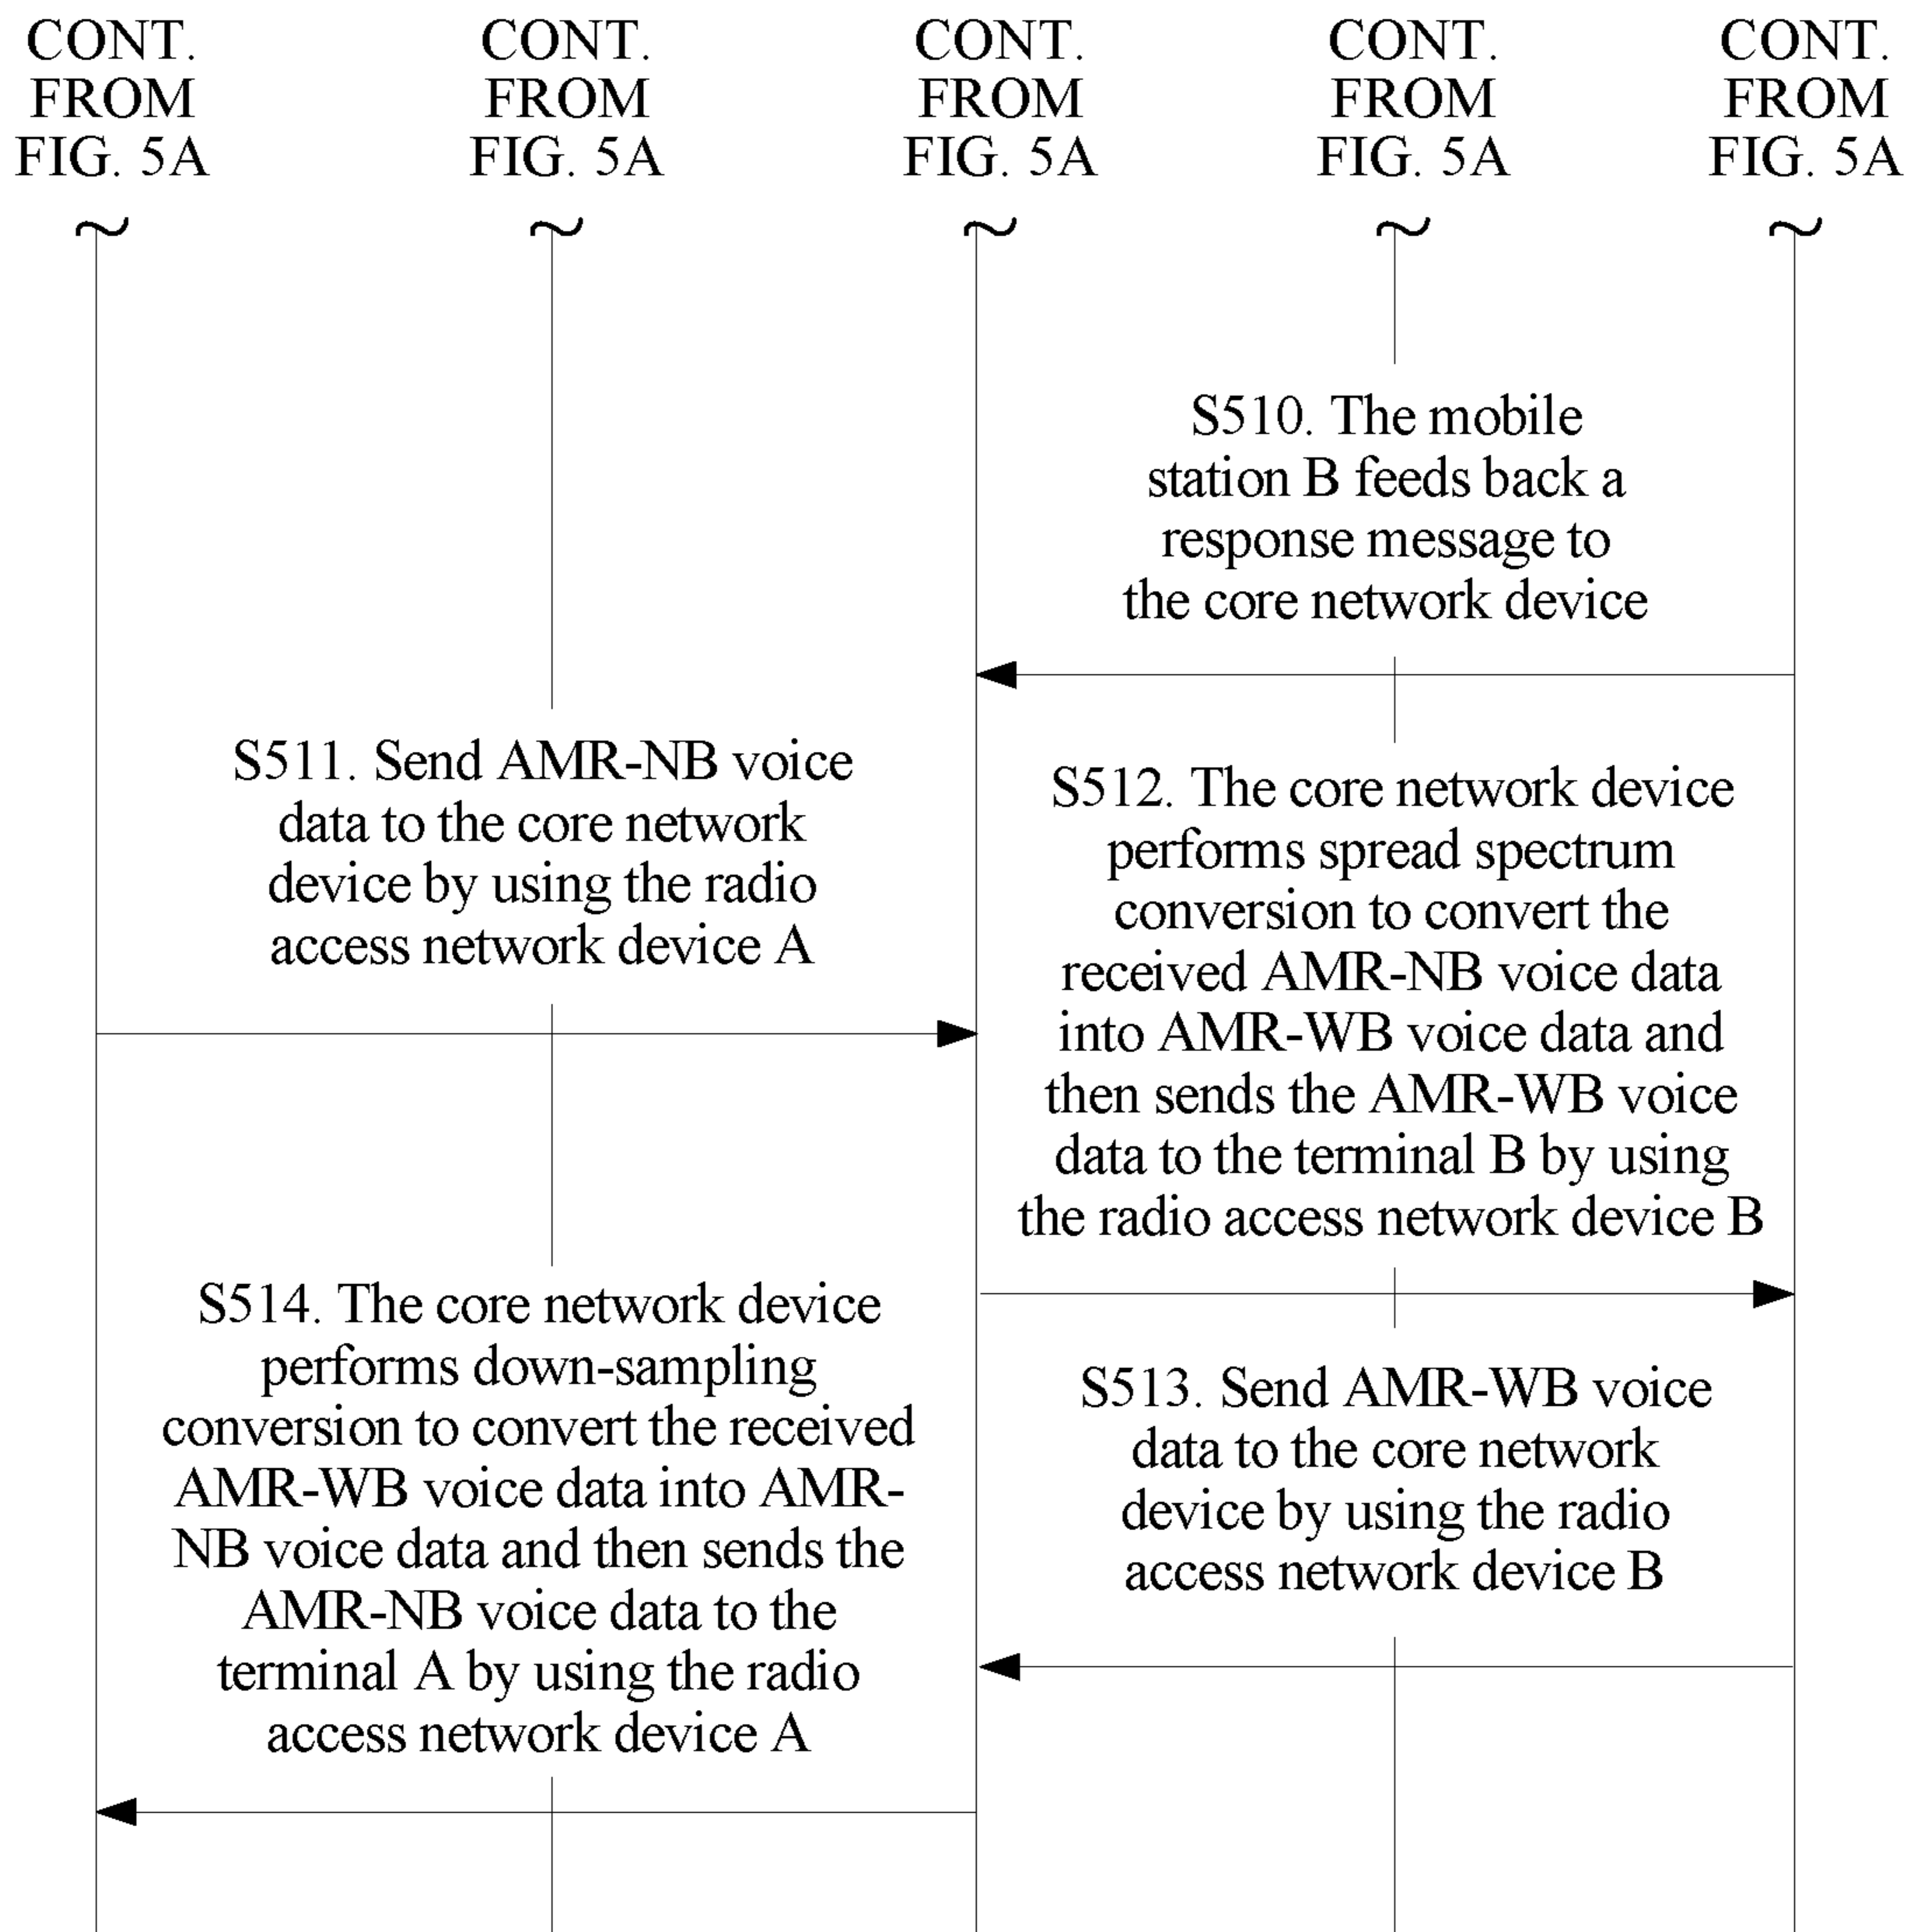 CONT.
FROM
FIG. 5A
CONT.
FROM
FIG. 5A
CONT.
FROM
FIG. 5A
CONT.
FROM
FIG. 5A
CONT.
FROM
FIG. 5A
S510. The mobile
station B feeds back a
response message to
the core network device
S511. Send AMR-NB voice
data to the core network
device by using the radio
access network device A
S512. The core network device
performs spread spectrum
conversion to convert the
received AMR-NB voice data
into AMR-WB voice data and
then sends the AMR-WB voice
data to the terminal B by using
the radio access network device B
S513. Send AMR-WB voice
data to the core network
device by using the radio
access network device B
S514. The core network device
performs down-sampling
conversion to convert the received
AMR-WB voice data into AMR-
NB voice data and then sends the
AMR-NB voice data to the
terminal A by using the radio
access network device A